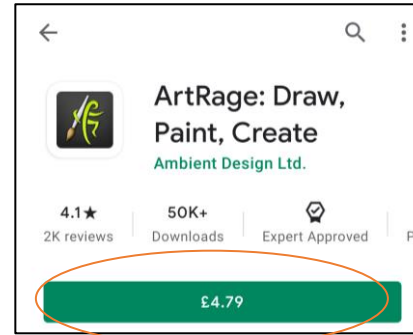 ArtRage: Draw,
Paint, Create
Ambient Design Ltd.
4.1★ 50K+
2K reviews Downloads Expert Approved P
£4.79